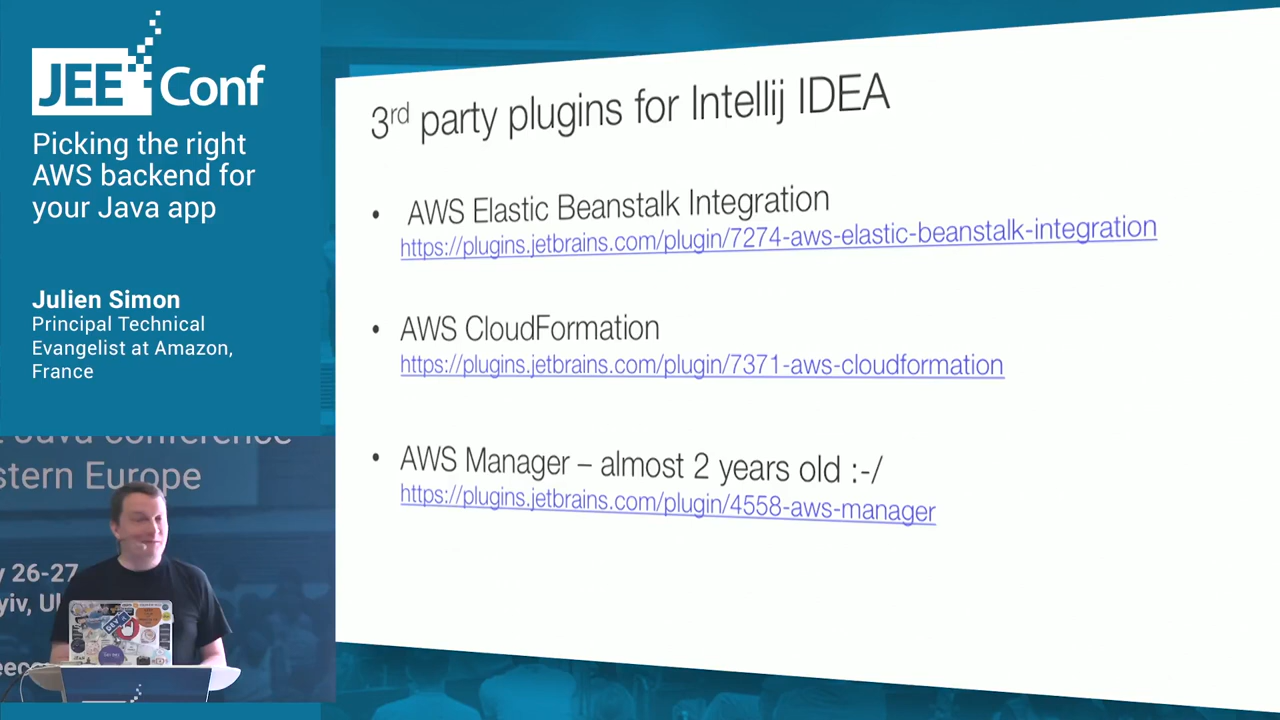 JEEConf
Picking the right
AWS backend for
your Java app
Julien Simon
Principal Technical
Evangelist at Amazon,
France
3rd party plugins for Intellij IDEA
• AWS Elastic Beanstalk Integration
https://plugins.jetbrains.com/plugin/7274-aws-elastic-beanstalk-integration
• AWS CloudFormation
https://plugins.jetbrains.com/plugin/7371-aws-cloudformation
• AWS Manager – almost 2 years old :-/
https://plugins.jetbrains.com/plugin/4558-aws-manager
Java conference
stern Europe
26-27